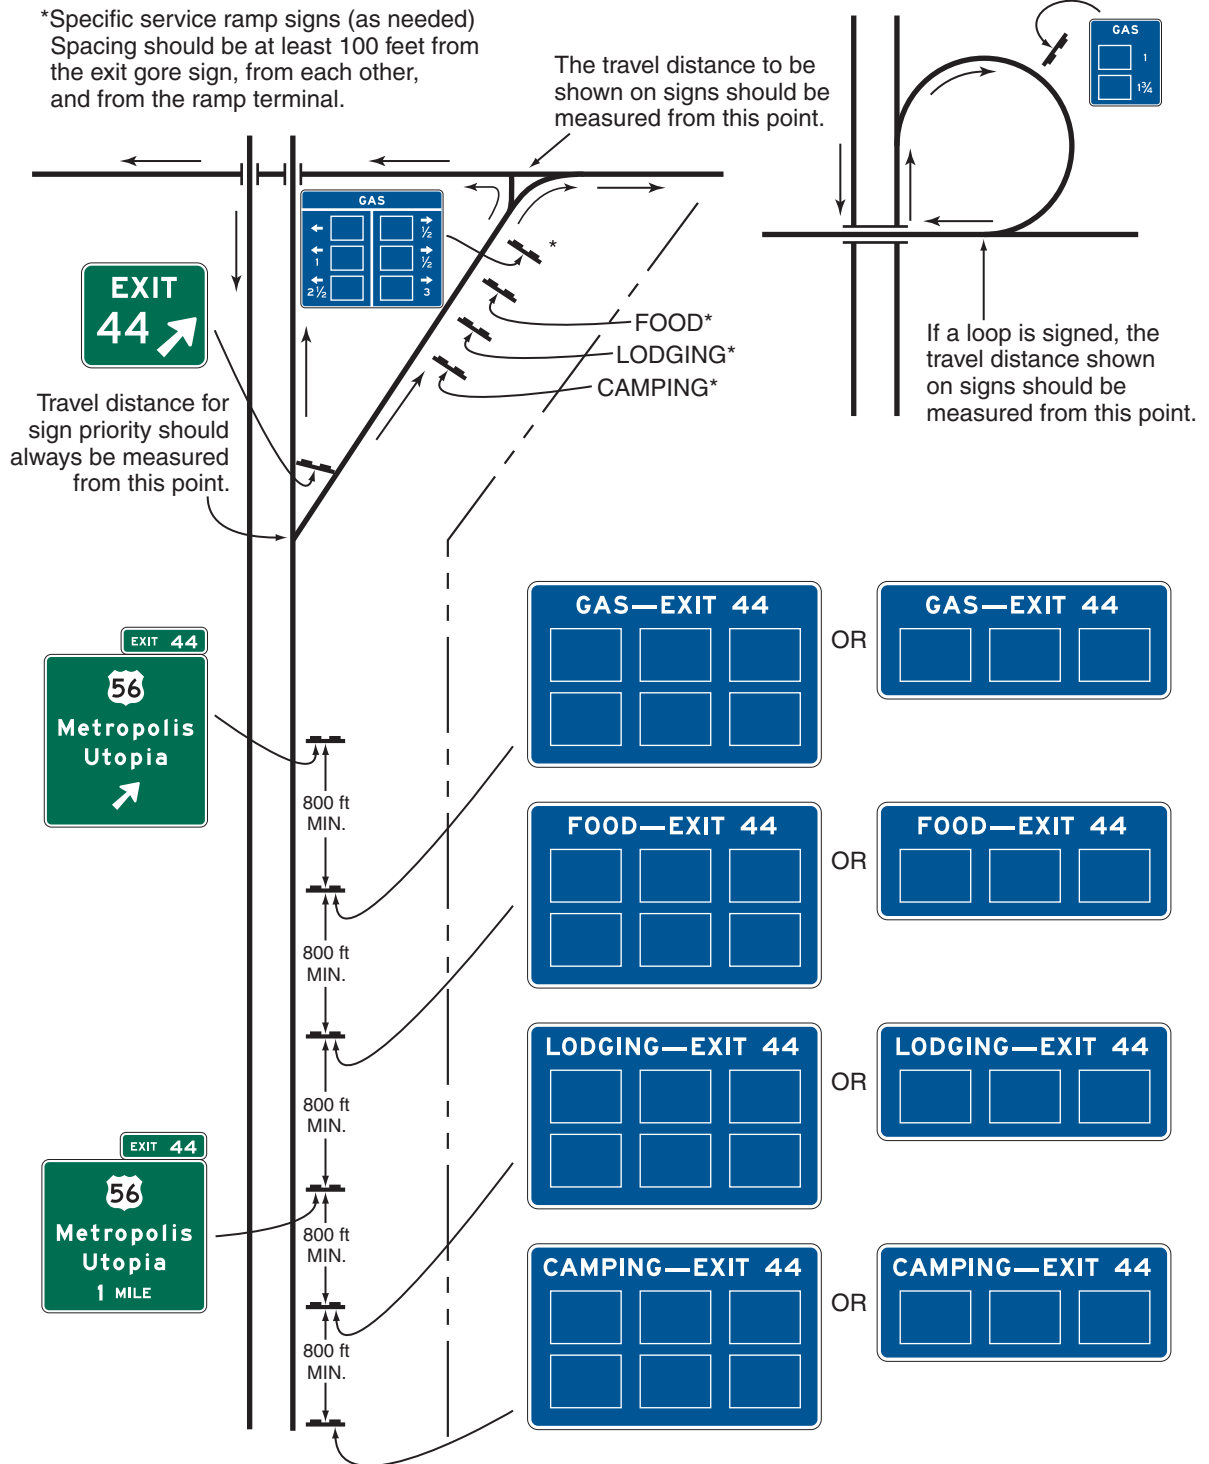 *Specific service ramp signs (as needed)
Spacing should be at least 100 feet from
the exit gore sign, from each other,
and from the ramp terminal.
The travel distance to be
shown on signs should be
measured from this point.
GAS
1
1¾
GAS
½
1
½
2½
3
*
EXIT
44
FOOD*
LODGING*
CAMPING*
If a loop is signed, the
travel distance shown
on signs should be
measured from this point.
Travel distance for
sign priority should
always be measured
from this point.
GAS—EXIT 44
OR
GAS—EXIT 44
EXIT 44
56
Metropolis
Utopia
800 ft
MIN.
FOOD—EXIT 44
OR
FOOD—EXIT 44
800 ft
MIN.
LODGING—EXIT 44
OR
LODGING—EXIT 44
800 ft
MIN.
EXIT 44
56
Metropolis
Utopia
1 MILE
800 ft
MIN.
CAMPING—EXIT 44
OR
CAMPING—EXIT 44
800 ft
MIN.